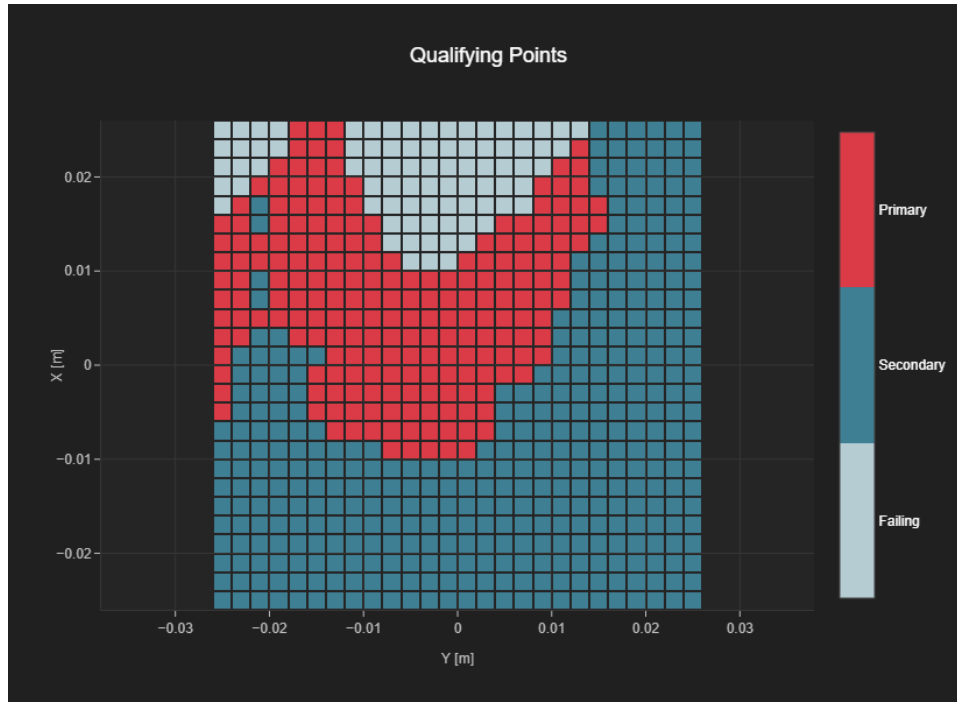 Qualifying Points
X [m]
0.02
0.01
0
−0.01
−0.02
−0.03
−0.02
−0.01
0
0.01
0.02
0.03
Y [m]
Primary
Secondary
Failing